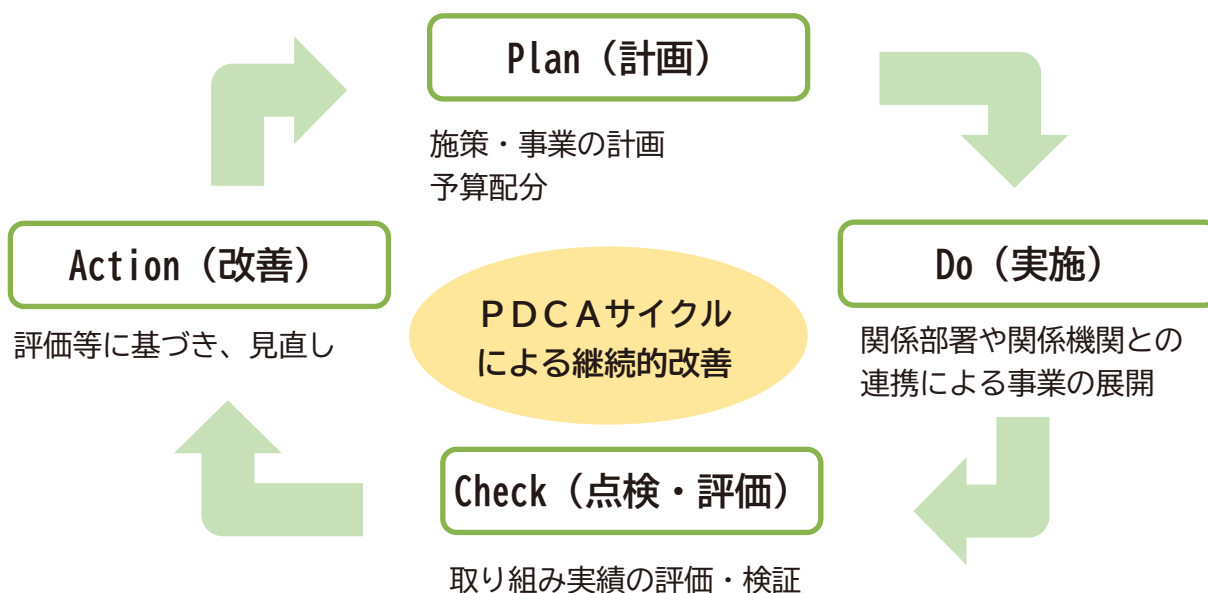 Plan（計画）
施策・事業の計画
予算配分
Do（実施）
関係部署や関係機関との
連携による事業の展開
Check（点検・評価）
取り組み実績の評価・検証
Action（改善）
評価等に基づき、見直し
ＰＤＣＡサイクル
による継続的改善